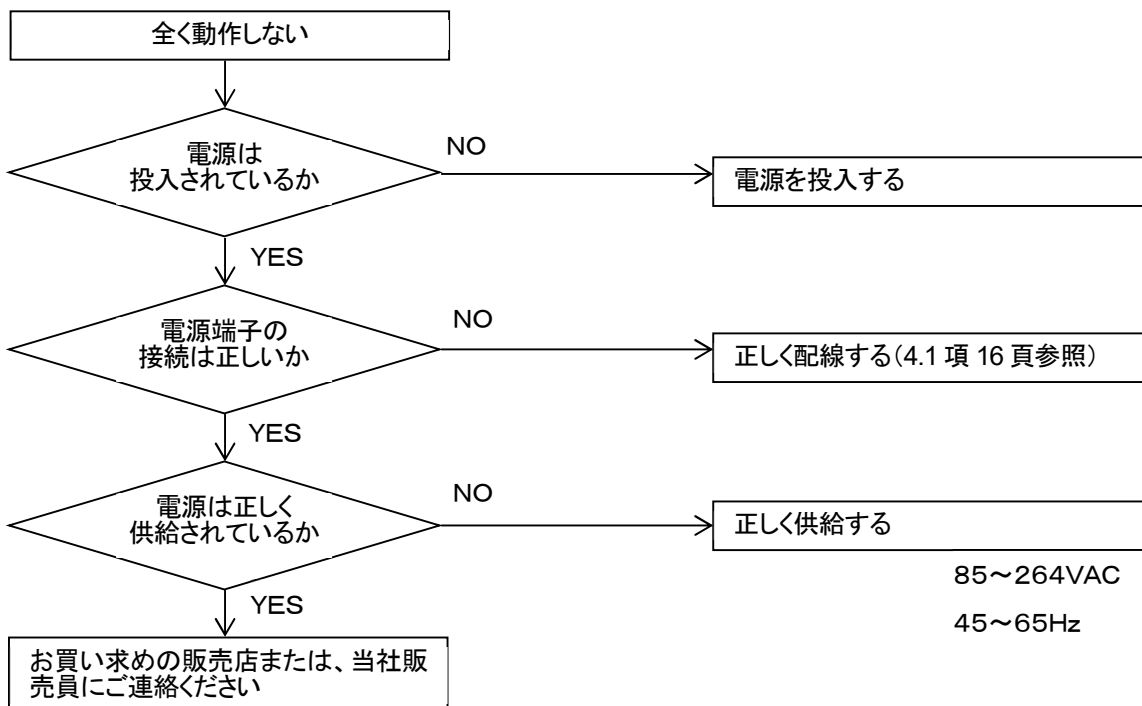 全く動作しない
電源は
投入されているか
NO
電源を投入する
YES
電源端子の
接続は正しいか
NO
正しく配線する（4.1 項 16 頁参照）
YES
電源は正しく
供給されているか
NO
正しく供給する
85～264VAC
45～65Hz
YES
お買い求めの販売店または、当社販
売員にご連絡ください